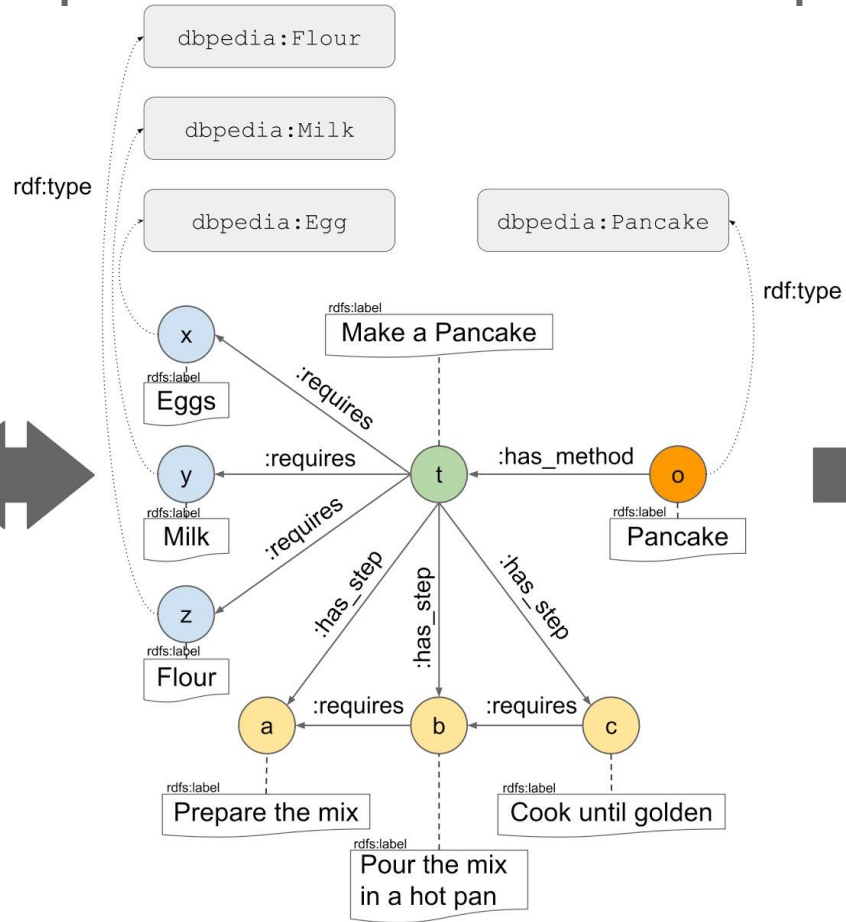 dbpedia:Flour
dbpedia:Milk
rdf:type
dbpedia:Egg
dbpedia:Pancake
rdf:type
rdfs:label
Make a Pancake
x
rdfs:label
Eggs
:requires
:requires
:requires
y
rdfs:label
Milk
t
:has_method
o
rdfs:label
Pancake
z
rdfs:label
Flour
:has_step
:has_step
:has_step
a
:requires
b
:requires
c
rdfs:label
Prepare the mix
rdfs:label
Pour the mix
in a hot pan
rdfs:label
Cook until golden